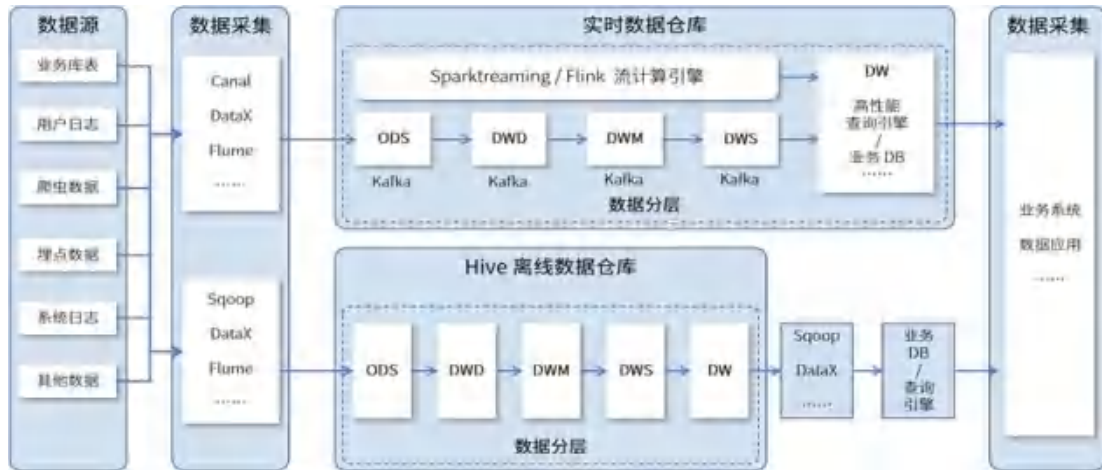 数据源
业务库表
用户日志
爬虫数据
埋点数据
系统日志
其他数据
数据采集
Canal
DataX
Flume
......
Sqoop
DataX
Flume
......
实时数据仓库
Sparktreaming / Flink 流计算引擎
ODS
DWD
DWM
DWS
Kafka
Kafka
Kafka
Kafka
数据分层
DW
高性能
查询引擎
/
业务 DB
......
Hive 离线数据仓库
ODS
DWD
DWM
DWS
DW
数据分层
Sqoop
DataX
......
业务
DB
/
查询
引擎
数据采集
业务系统
数据应用
......